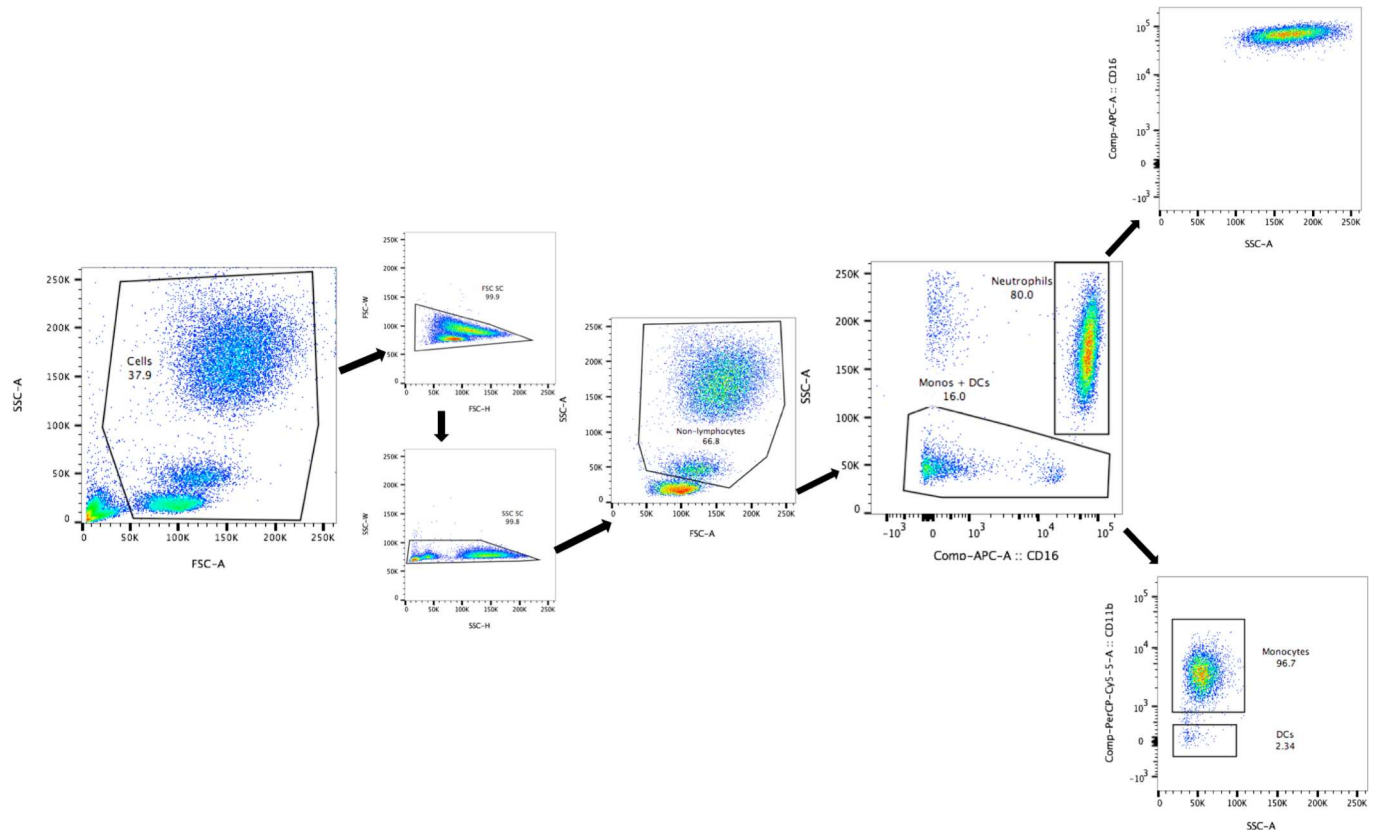 10⁵
10⁴
10³
0
-10³
Comp-APC-A :: CD16
0 50K 100K 150K 200K 250K
SSC-A
250K
200K
150K
100K
50K
0
SSC-A
Cells
37.9
0 50K 100K 150K 200K 250K
FSC-A
250K
200K
150K
100K
50K
0
FSC-W
FSC SC
99.9
0 50K 100K 150K 200K 250K
FSC-H
250K
200K
150K
100K
50K
0
SSC-W
SSC SC
99.8
0 50K 100K 150K 200K 250K
SSC-H
250K
200K
150K
100K
50K
0
SSC-A
Non-lymphocytes
66.8
0 50K 100K 150K 200K 250K
FSC-A
250K
200K
150K
100K
50K
0
SSC-A
Neutrophils
80.0
Monos + DCs
16.0
-10³ 0 10³ 10⁴ 10⁵
Comp-APC-A :: CD16
10⁵
10⁴
10³
0
-10³
Comp-PerCP-Cy5-5-A :: CD11b
Monocytes
96.7
DCs
2.34
0 50K 100K 150K 200K 250K
SSC-A